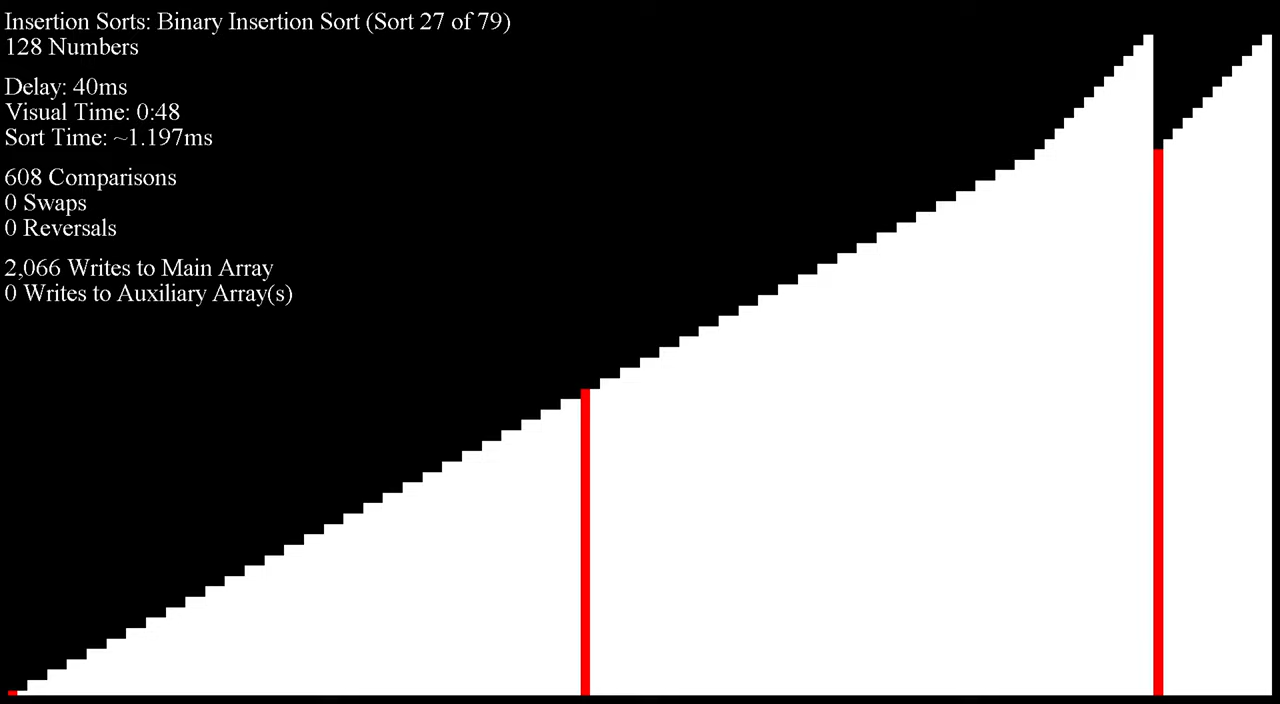 Insertion Sorts: Binary Insertion Sort (Sort 27 of 79)
128 Numbers
Delay: 40ms
Visual Time: 0:48
Sort Time: ~1.197ms
608 Comparisons
0 Swaps
0 Reversals
2,066 Writes to Main Array
0 Writes to Auxiliary Array(s)